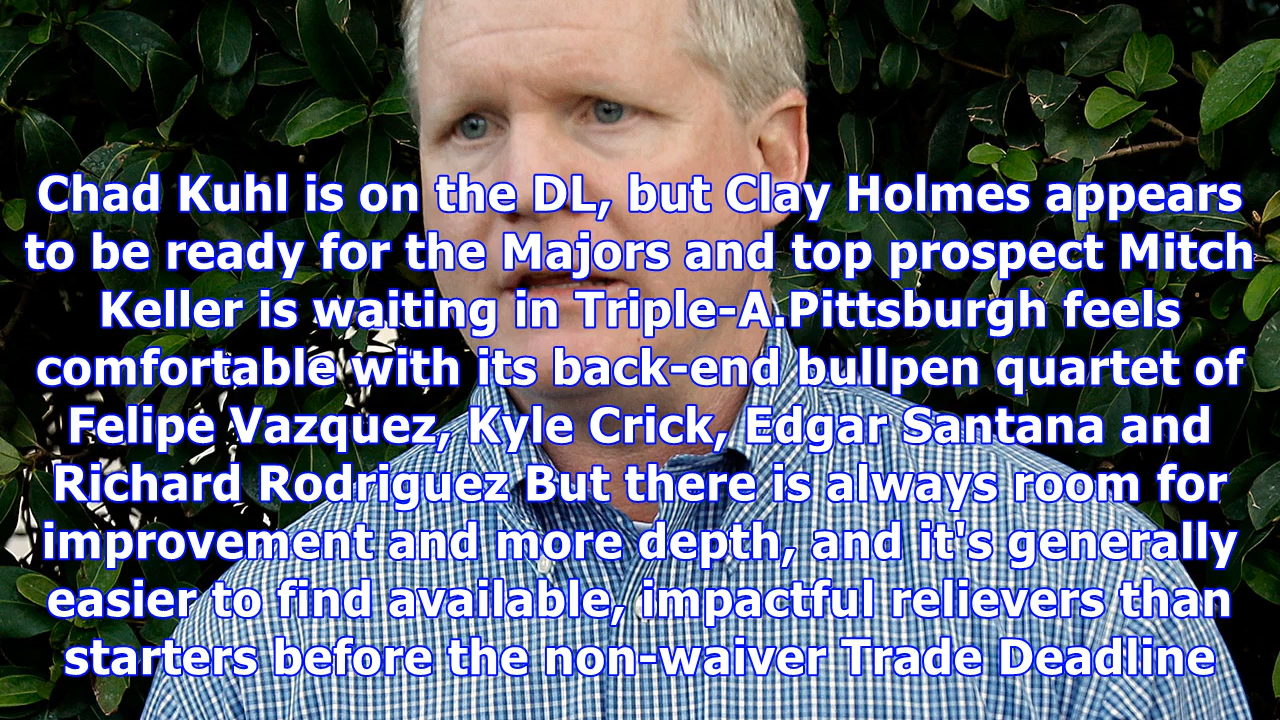 Chad Kuhl is on the DL, but Clay Holmes appears
to be ready for the Majors and top prospect Mitch
Keller is waiting in Triple-A.Pittsburgh feels
comfortable with its back-end bullpen quartet of
Felipe Vazquez, Kyle Crick, Edgar Santana and
Richard Rodriguez But there is always room for
improvement and more depth, and it's generally
easier to find available, impactful relievers than
starters before the non-waiver Trade Deadline